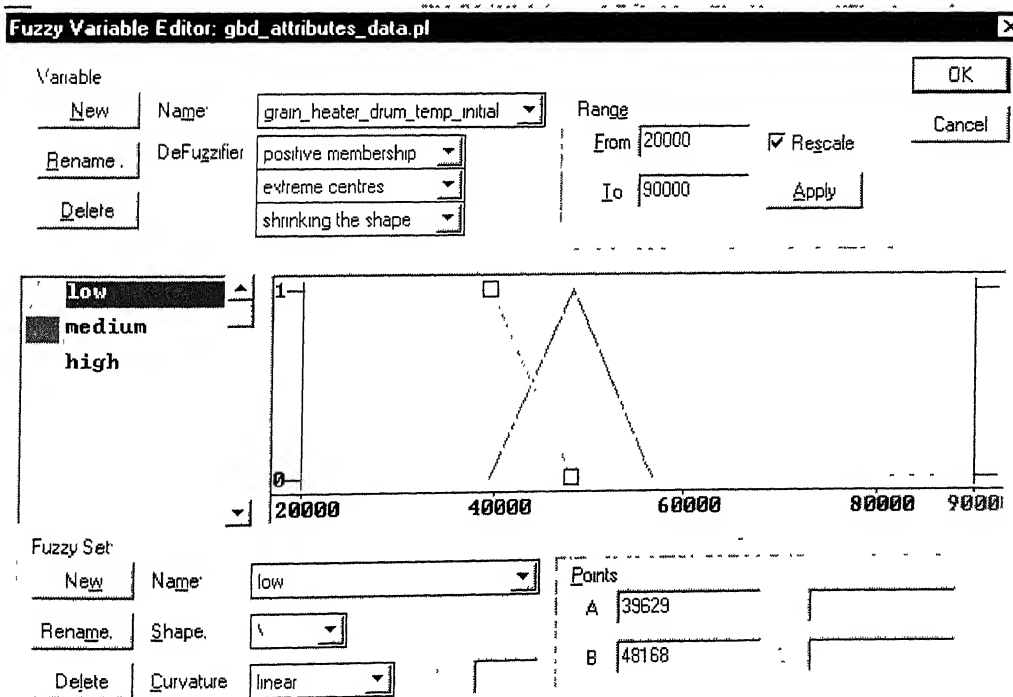 Fuzzy Variable Editor: gbd_attributes_data.pl
Variable
New Name: grain_heater_drum_temp_initial
Rename. DeFuzzifier positive membership
extreme centres
Delete shrinking the shape
Range
From 20000 Rescale
To 90000 Apply
OK
Cancel
low
medium
high
1
0
20000 40000 60000 80000 9000
Fuzzy Set
New Name: low
Rename. Shape. \
Delete Curvature linear
Points
A 39629
B 48168